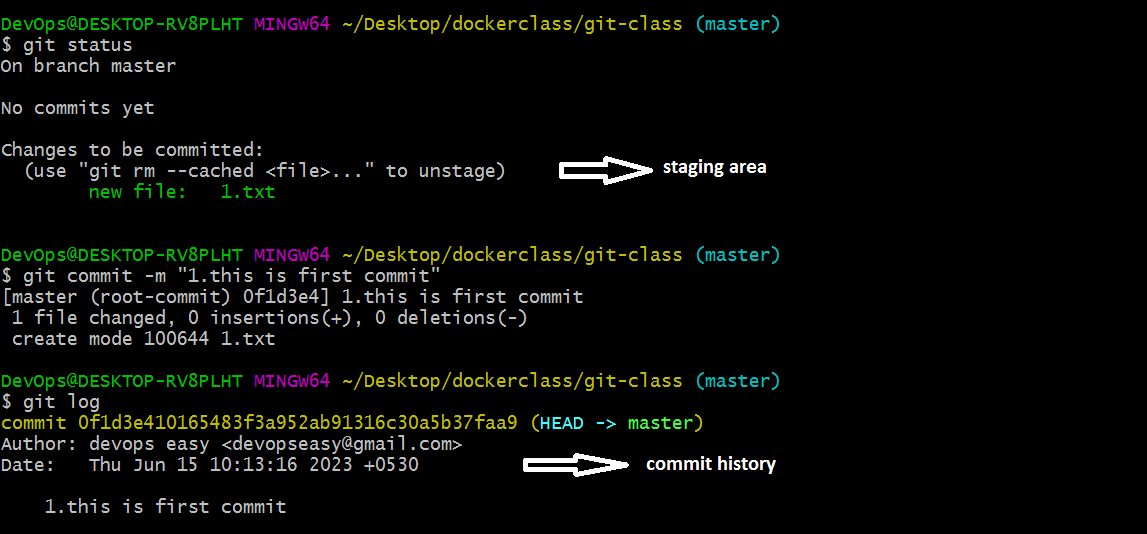 DevOps@DESKTOP-RV8PLHT MINGW64 ~/Desktop/dockerclass/git-class (master)
$ git status
On branch master
No commits yet
Changes to be committed:
  (use "git rm --cached <file>..." to unstage) staging area
        new file:   1.txt
DevOps@DESKTOP-RV8PLHT MINGW64 ~/Desktop/dockerclass/git-class (master)
$ git commit -m "1.this is first commit"
[master (root-commit) 0f1d3e4] 1.this is first commit
 1 file changed, 0 insertions(+), 0 deletions(-)
 create mode 100644 1.txt
DevOps@DESKTOP-RV8PLHT MINGW64 ~/Desktop/dockerclass/git-class (master)
$ git log
commit 0f1d3e410165483f3a952ab91316c30a5b37faa9 (HEAD -> master)
Author: devops easy <devopseasy@gmail.com>
Date:   Thu Jun 15 10:13:16 2023 +0530 commit history
    1.this is first commit